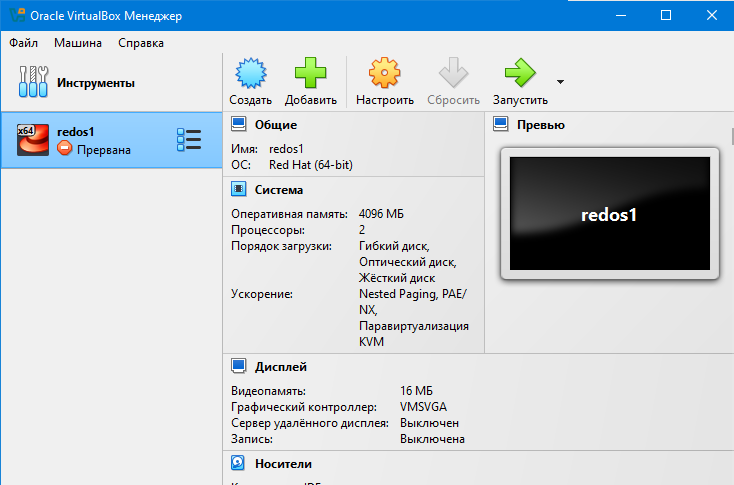 Oracle VirtualBox Менеджер
Файл Машина Справка
Инструменты
Создать Добавить Настроить Сбросить Запустить
x64
redos1
Прервана
Общие
Имя: redos1
ОС: Red Hat (64-bit)
Система
Оперативная память: 4096 МБ
Процессоры: 2
Порядок загрузки: Гибкий диск,
Оптический диск,
Жёсткий диск
Ускорение: Nested Paging, PAE/
NX,
Паравиртуализация
KVM
Превью
redos1
Дисплей
Видеопамять: 16 МБ
Графический контроллер: VMSVGA
Сервер удалённого дисплея: Выключен
Запись: Выключена
Носители